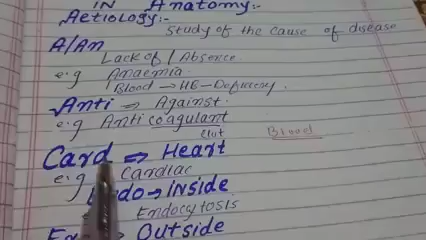 IN Anatomy:-
Aetiology:-
Study of the cause of disease
A/An
Lack of / Absence.
e.g Anaemia
Blood → HB-Deficiency.
Anti ⇒ Against.
e.g Anti coagulant
Clot Blood
Card ⇒ Heart
e.g Cardiac
Endo → Inside
Endocytosis
Outside